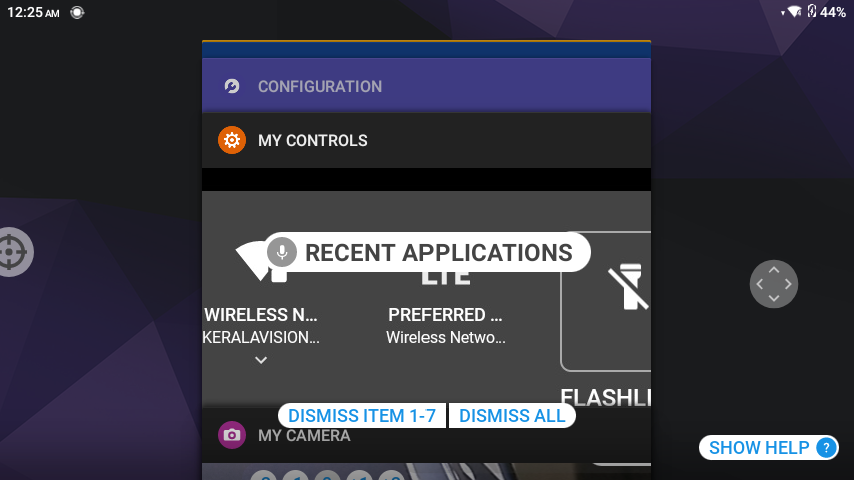 12:25 AM
44%
CONFIGURATION
MY CONTROLS
RECENT APPLICATIONS
LTE
WIRELESS N...
PREFERRED ...
KERALAVISION...
Wireless Netwo...
FLASHLI
DISMISS ITEM 1-7
DISMISS ALL
MY CAMERA
SHOW HELP ?